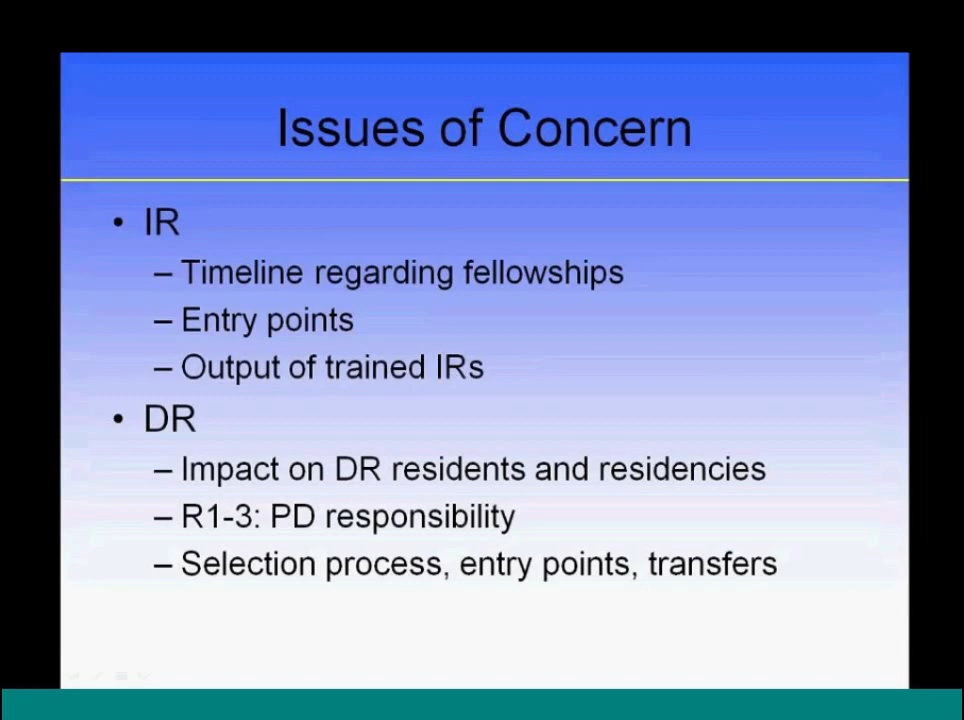 Issues of Concern
• IR
– Timeline regarding fellowships
– Entry points
– Output of trained IRs
• DR
– Impact on DR residents and residencies
– R1-3: PD responsibility
– Selection process, entry points, transfers